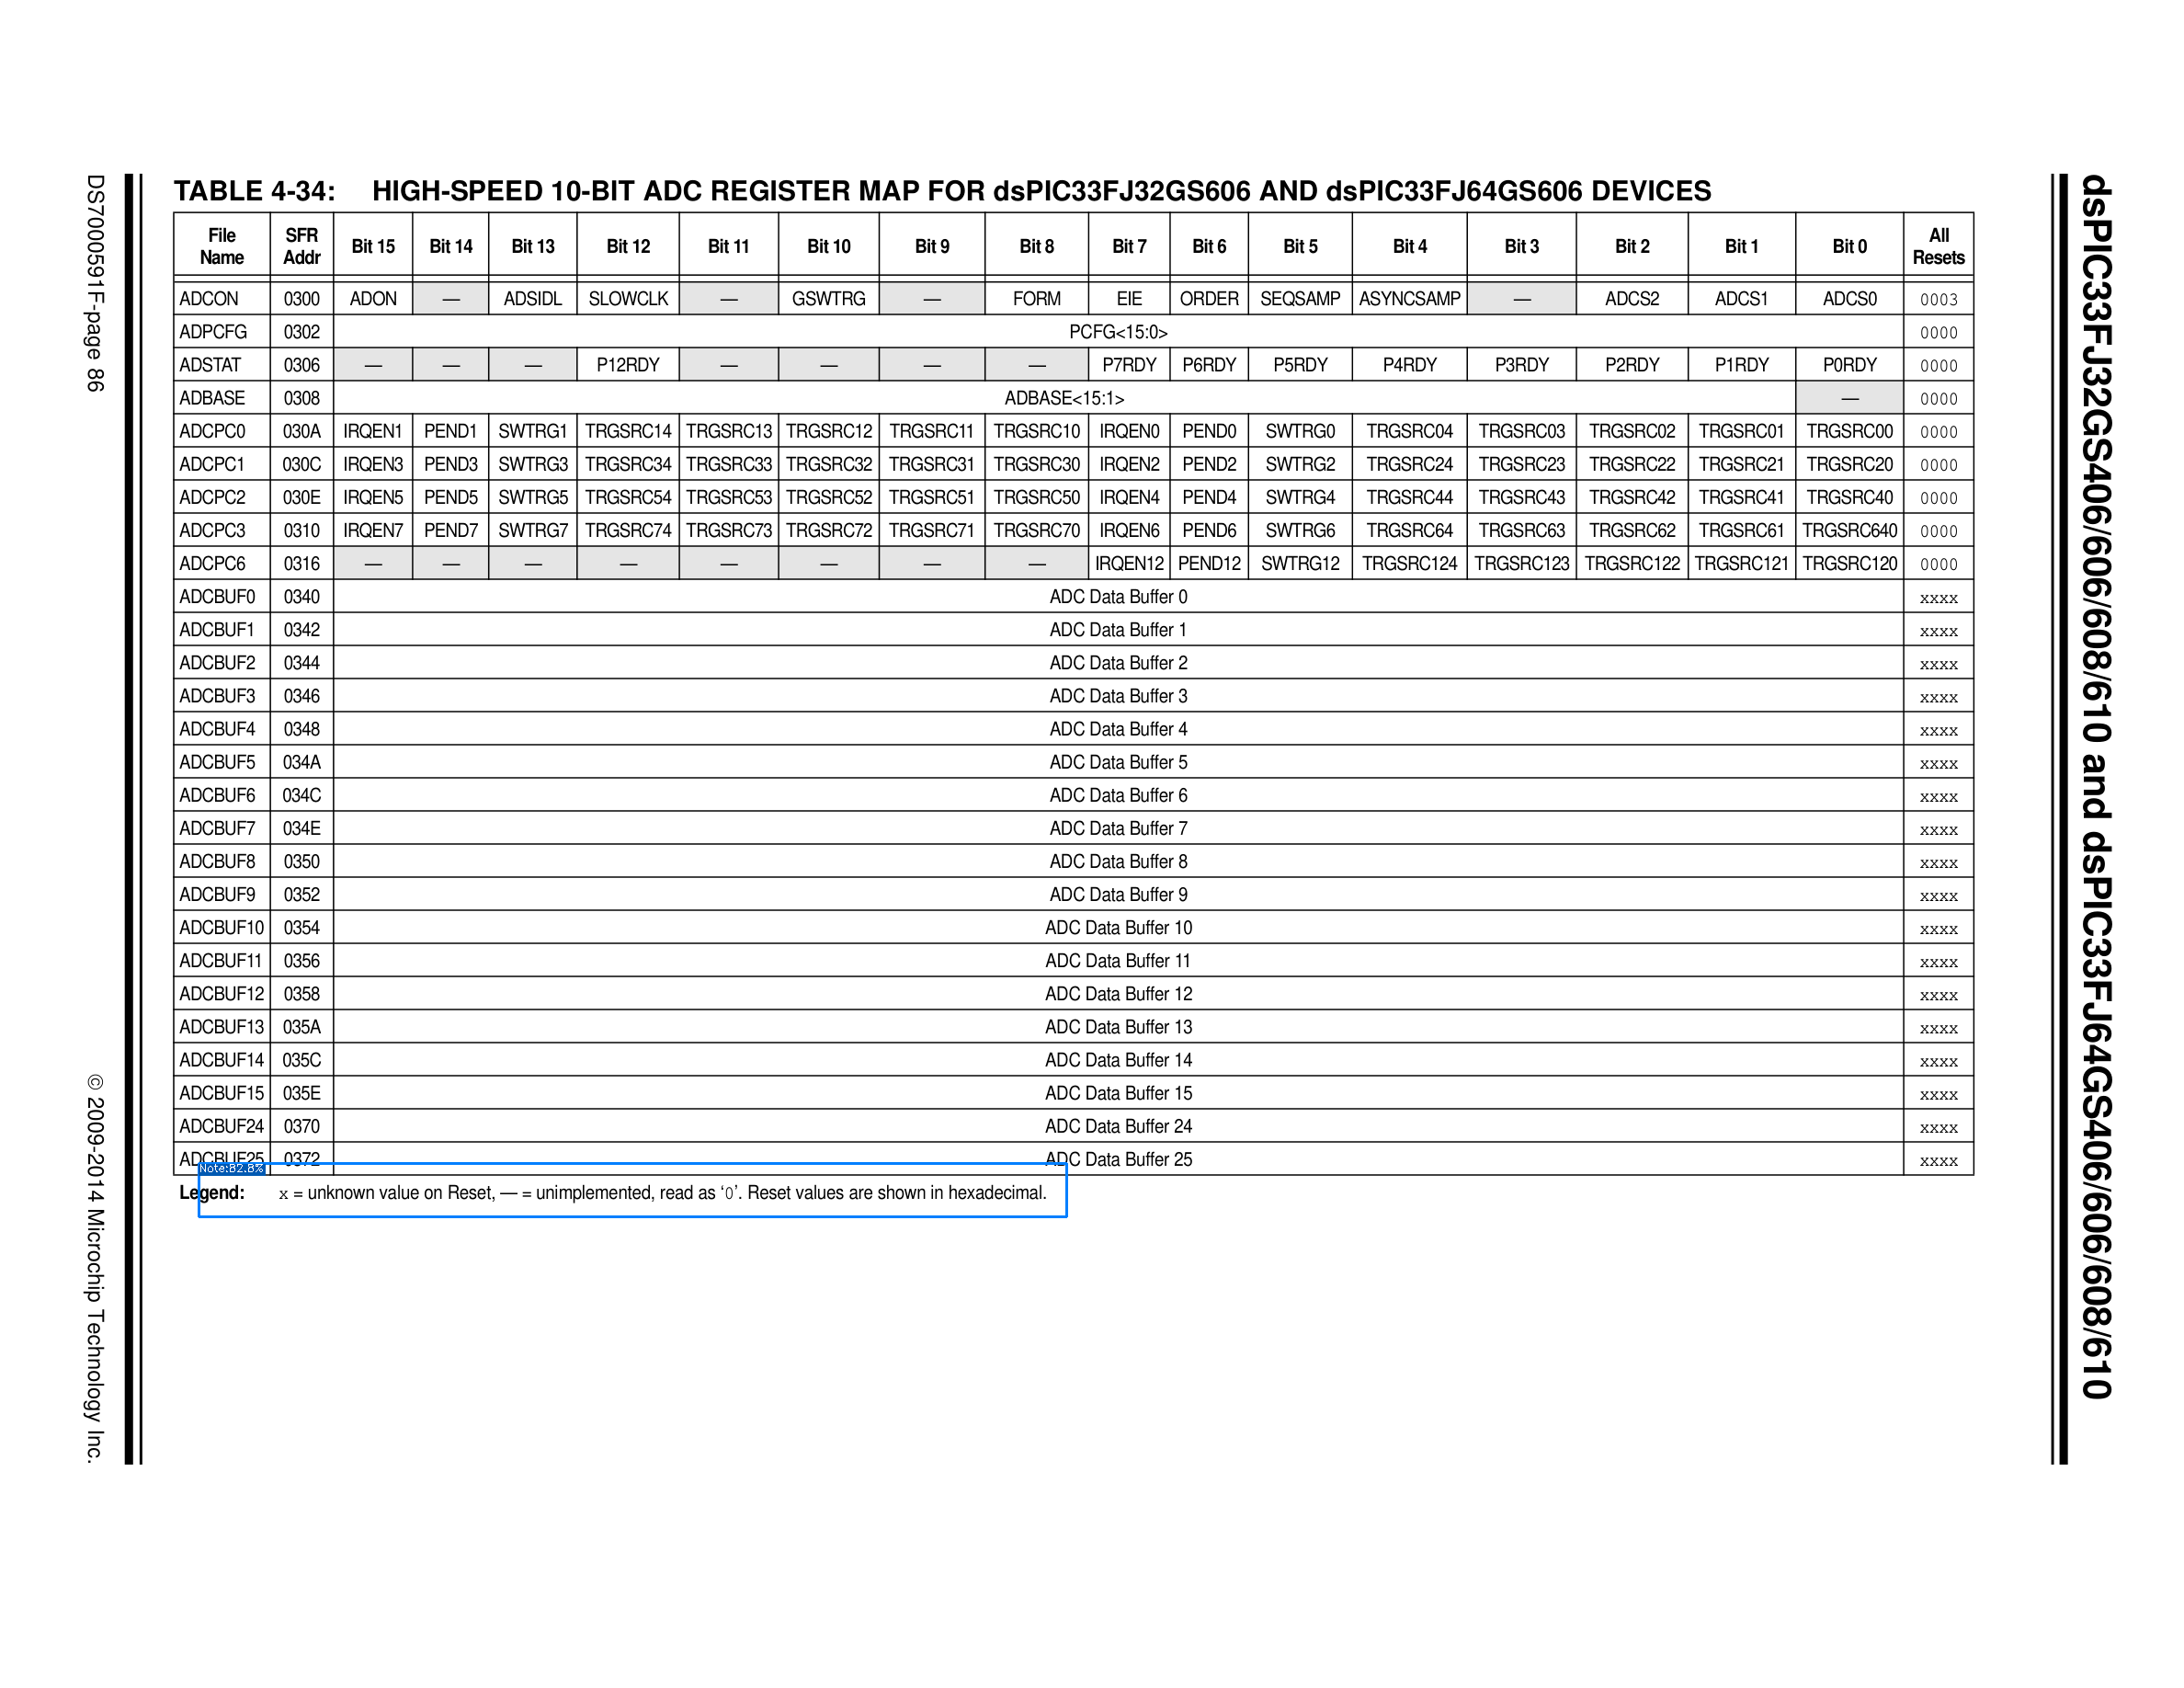 TABLE 4-34: HIGH-SPEED 10-BIT ADC REGISTER MAP FOR dsPIC33FJ32GS606 AND dsPIC33FJ64GS606 DEVICES
File Name SFR Addr Bit 15 Bit 14 Bit 13 Bit 12 Bit 11 Bit 10 Bit 9 Bit 8 Bit 7 Bit 6 Bit 5 Bit 4 Bit 3 Bit 2 Bit 1 Bit 0 All Resets
ADCON 0300 ADON — ADSIDL SLOWCLK — GSWTRG — FORM EIE ORDER SEQSAMP ASYNCSAMP — ADCS2 ADCS1 ADCS0 0003
ADPCFG 0302 PCFG<15:0> 0000
ADSTAT 0306 — — — P12RDY — — — — P7RDY P6RDY P5RDY P4RDY P3RDY P2RDY P1RDY P0RDY 0000
ADBASE 0308 ADBASE<15:1> — 0000
ADCPC0 030A IRQEN1 PEND1 SWTRG1 TRGSRC14 TRGSRC13 TRGSRC12 TRGSRC11 TRGSRC10 IRQEN0 PEND0 SWTRG0 TRGSRC04 TRGSRC03 TRGSRC02 TRGSRC01 TRGSRC00 0000
ADCPC1 030C IRQEN3 PEND3 SWTRG3 TRGSRC34 TRGSRC33 TRGSRC32 TRGSRC31 TRGSRC30 IRQEN2 PEND2 SWTRG2 TRGSRC24 TRGSRC23 TRGSRC22 TRGSRC21 TRGSRC20 0000
ADCPC2 030E IRQEN5 PEND5 SWTRG5 TRGSRC54 TRGSRC53 TRGSRC52 TRGSRC51 TRGSRC50 IRQEN4 PEND4 SWTRG4 TRGSRC44 TRGSRC43 TRGSRC42 TRGSRC41 TRGSRC40 0000
ADCPC3 0310 IRQEN7 PEND7 SWTRG7 TRGSRC74 TRGSRC73 TRGSRC72 TRGSRC71 TRGSRC70 IRQEN6 PEND6 SWTRG6 TRGSRC64 TRGSRC63 TRGSRC62 TRGSRC61 TRGSRC640 0000
ADCPC6 0316 — — — — — — — — IRQEN12 PEND12 SWTRG12 TRGSRC124 TRGSRC123 TRGSRC122 TRGSRC121 TRGSRC120 0000
ADCBUF0 0340 ADC Data Buffer 0 xxxx
ADCBUF1 0342 ADC Data Buffer 1 xxxx
ADCBUF2 0344 ADC Data Buffer 2 xxxx
ADCBUF3 0346 ADC Data Buffer 3 xxxx
ADCBUF4 0348 ADC Data Buffer 4 xxxx
ADCBUF5 034A ADC Data Buffer 5 xxxx
ADCBUF6 034C ADC Data Buffer 6 xxxx
ADCBUF7 034E ADC Data Buffer 7 xxxx
ADCBUF8 0350 ADC Data Buffer 8 xxxx
ADCBUF9 0352 ADC Data Buffer 9 xxxx
ADCBUF10 0354 ADC Data Buffer 10 xxxx
ADCBUF11 0356 ADC Data Buffer 11 xxxx
ADCBUF12 0358 ADC Data Buffer 12 xxxx
ADCBUF13 035A ADC Data Buffer 13 xxxx
ADCBUF14 035C ADC Data Buffer 14 xxxx
ADCBUF15 035E ADC Data Buffer 15 xxxx
ADCBUF24 0370 ADC Data Buffer 24 xxxx
ADCBUF25 0372 ADC Data Buffer 25 xxxx
Note:82.8%
Legend: x = unknown value on Reset, — = unimplemented, read as ‘0’. Reset values are shown in hexadecimal.
DS70000591F-page 86
© 2009-2014 Microchip Technology Inc.
dsPIC33FJ32GS406/606/608/610 and dsPIC33FJ64GS406/606/608/610